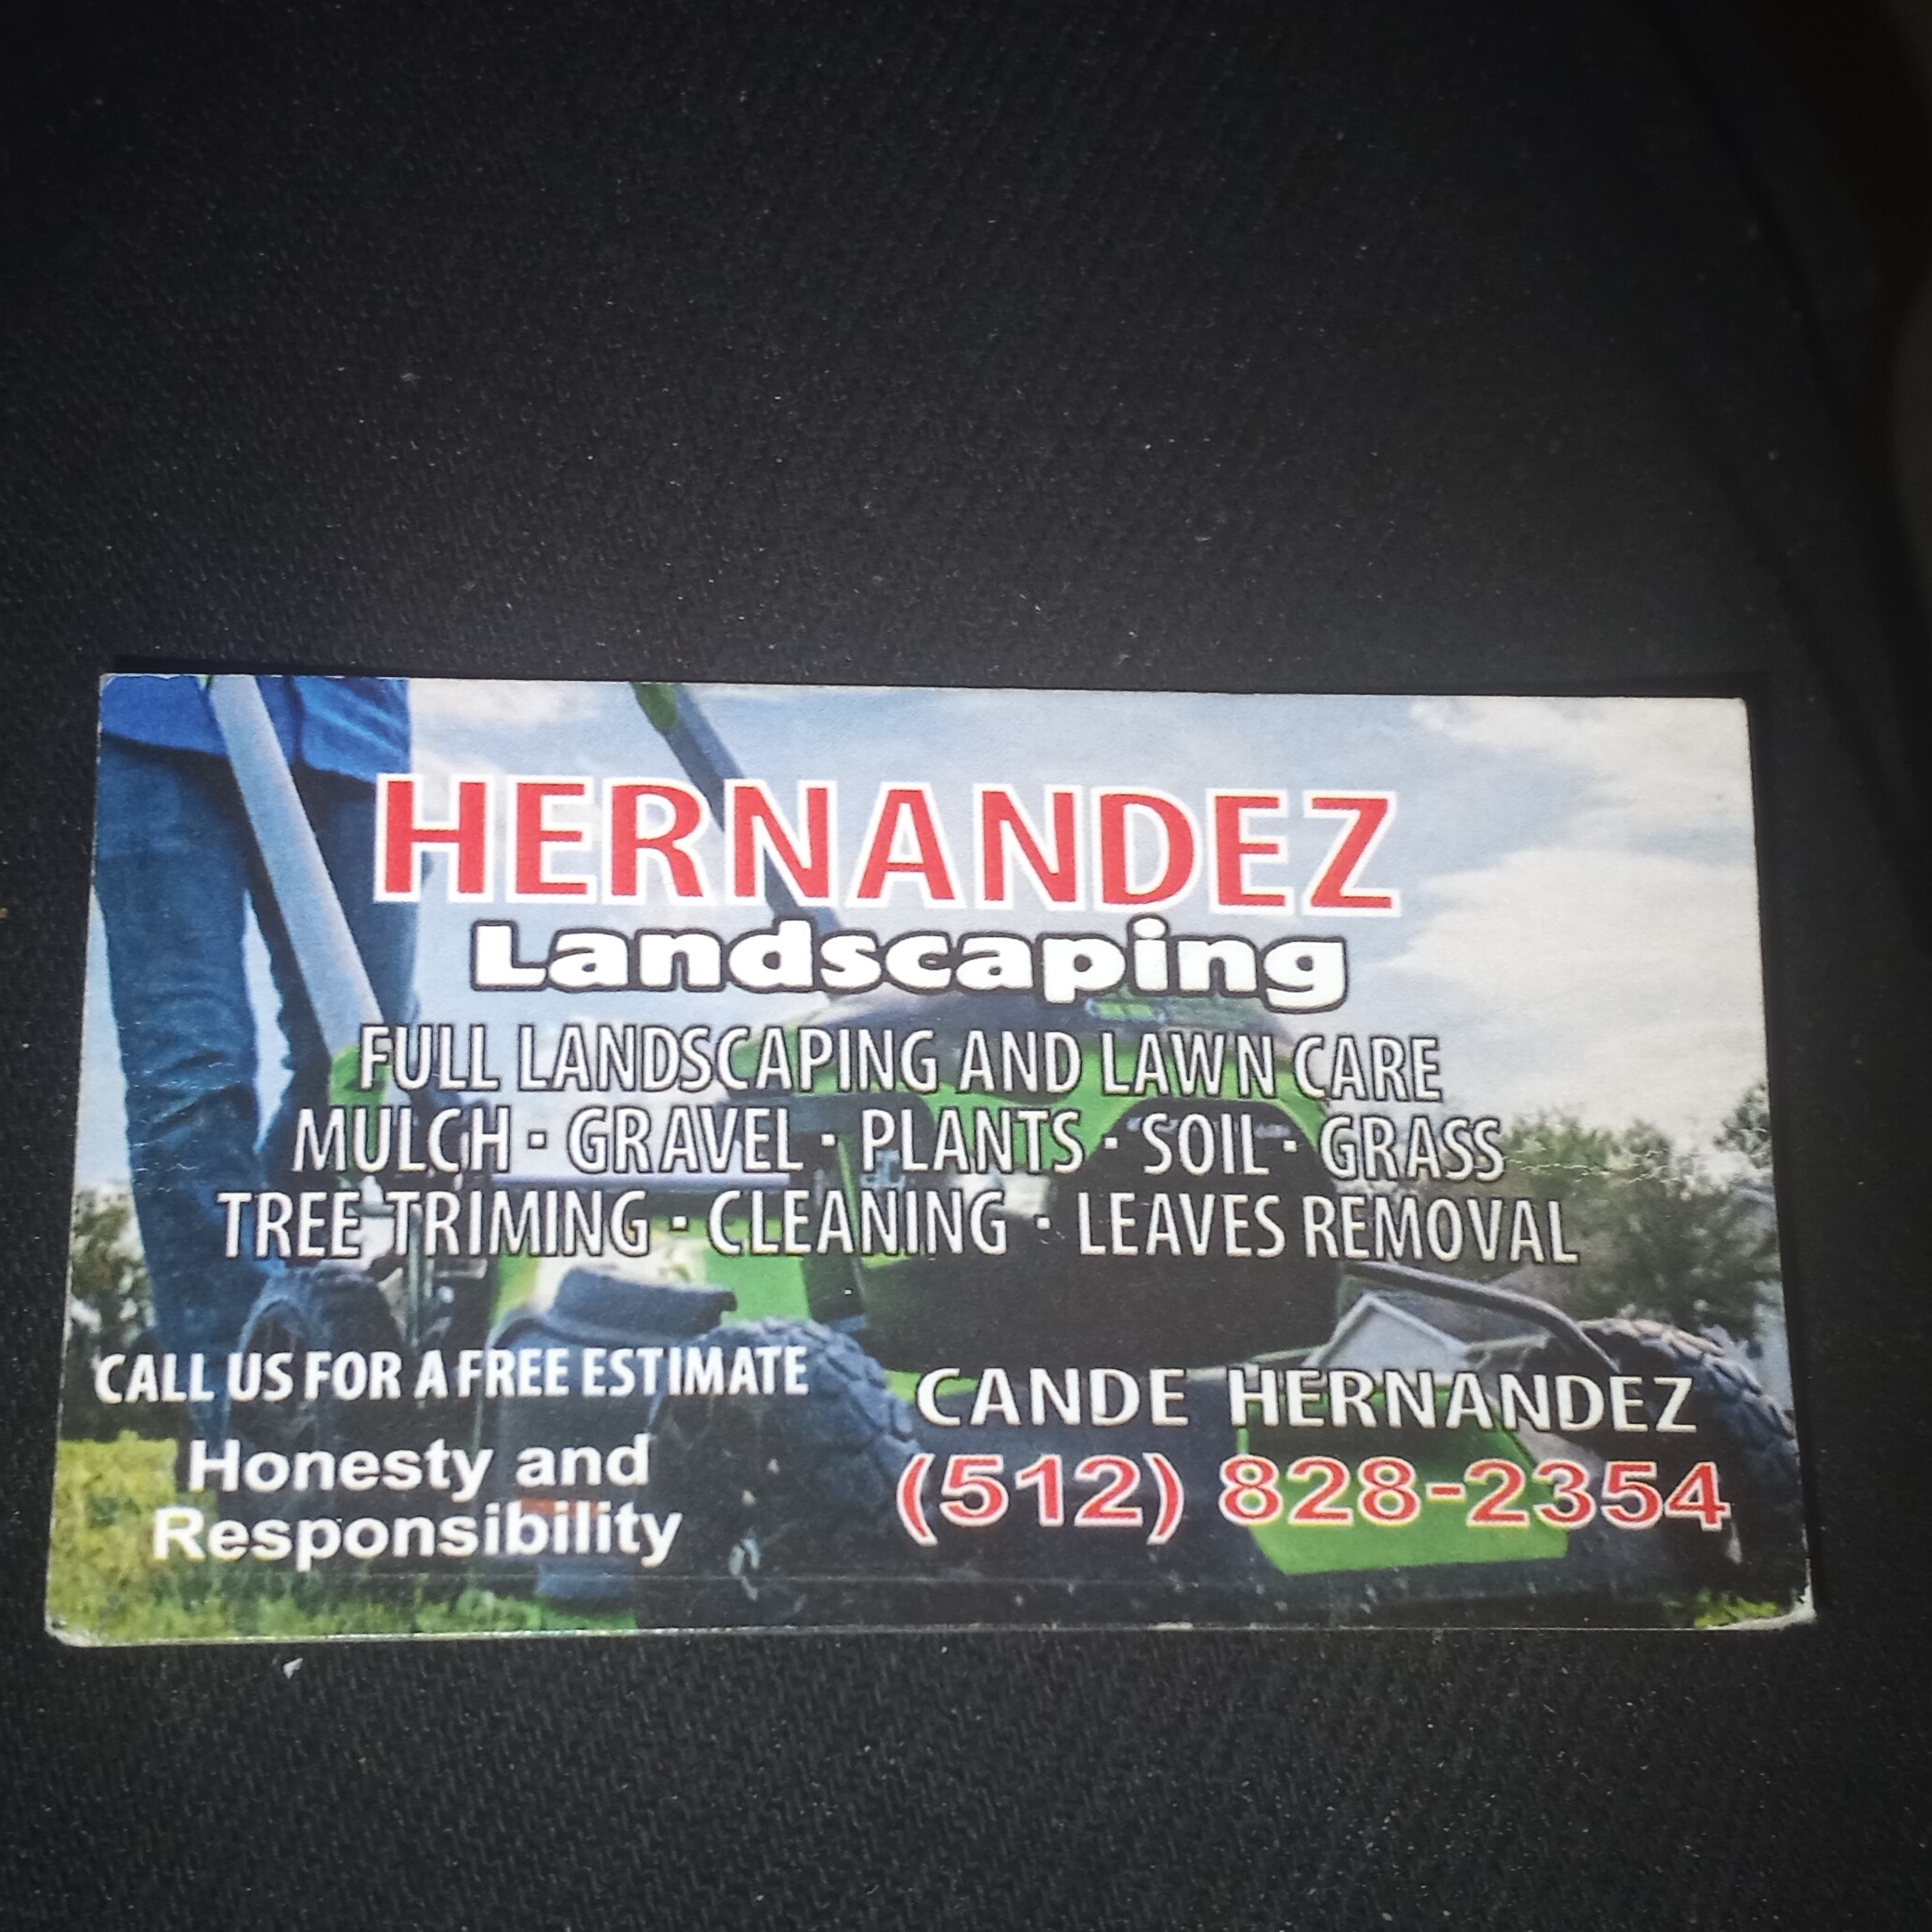 HERNANDEZ
Landscaping
FULL LANDSCAPING AND LAWN CARE
MULCH · GRAVEL · PLANTS · SOIL · GRASS
TREE TRIMING · CLEANING · LEAVES REMOVAL
CALL US FOR A FREE ESTIMATE
Honesty and
Responsibility
CANDE HERNANDEZ
(512) 828-2354